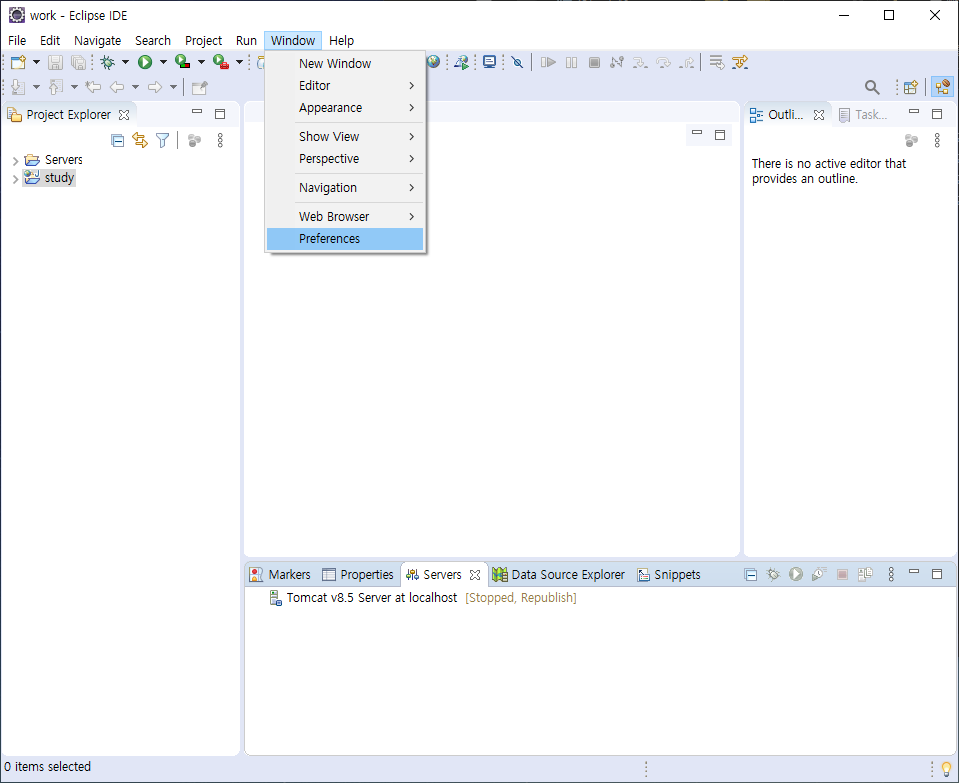 work - Eclipse IDE
File Edit Navigate Search Project Run Window Help
New Window
Editor
Appearance
Show View
Perspective
Navigation
Web Browser
Preferences
Project Explorer
Servers
study
Outli...
Task...
There is no active editor that
provides an outline.
Markers Properties Servers Data Source Explorer Snippets
Tomcat v8.5 Server at localhost [Stopped, Republish]
0 items selected